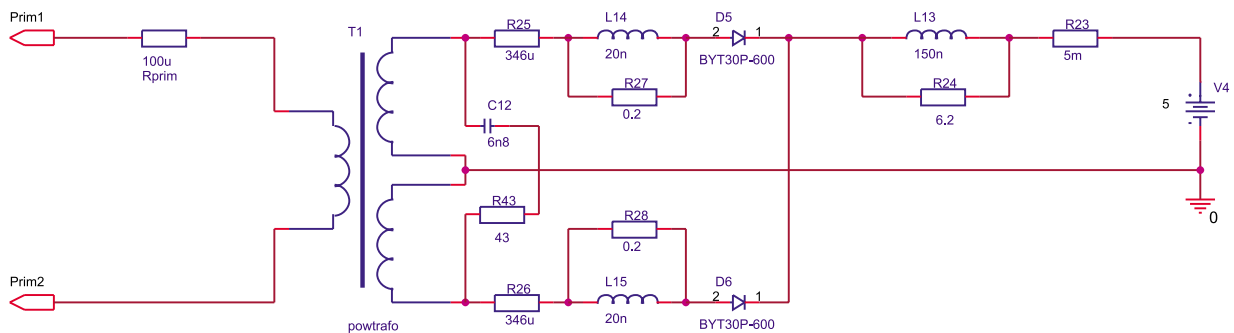 Prim1
100u
Rprim
T1
R25
346u
L14
20n
R27
0.2
D5
2 1
BYT30P-600
L13
150n
R24
6.2
R23
5m
V4
5
+
-
0
C12
6n8
R43
43
R28
0.2
Prim2
R26
346u
L15
20n
D6
2 1
BYT30P-600
powtrafo